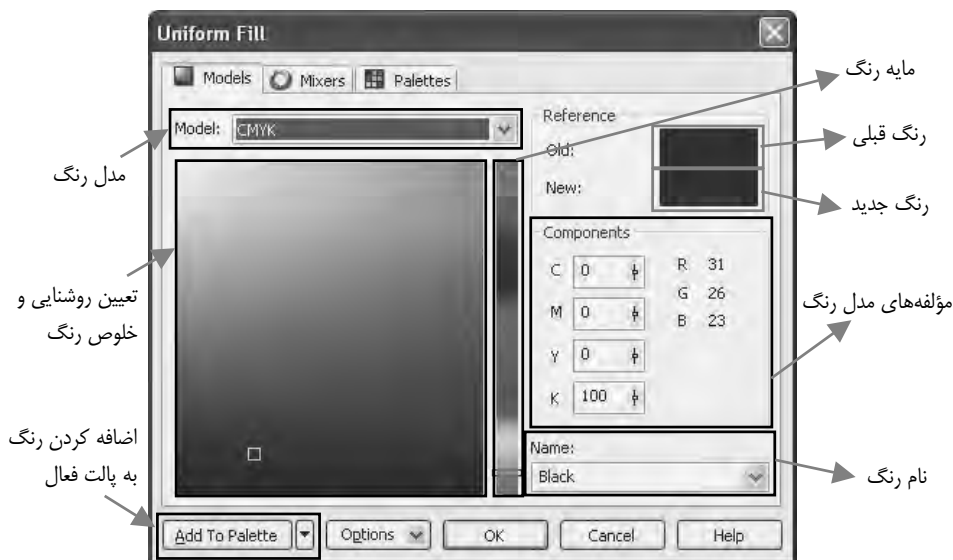 Uniform Fill
Models
Mixers
Palettes
Model: CMYK
Reference
Old:
New:
Components
C 0
M 0
Y 0
K 100
R 31
G 26
B 23
Name:
Black
Add To Palette
Options
OK
Cancel
Help
مایه رنگ
رنگ قبلی
رنگ جدید
مؤلفه‌های مدل رنگ
نام رنگ
مدل رنگ
تعیین روشنایی و
خلوص رنگ
اضافه کردن رنگ
به پالت فعال